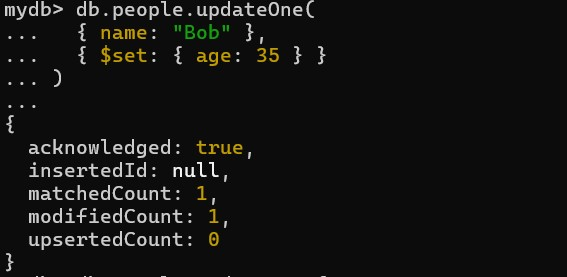 mydb> db.people.updateOne(
...   { name: "Bob" },
...   { $set: { age: 35 } }
... )
...
{
  acknowledged: true,
  insertedId: null,
  matchedCount: 1,
  modifiedCount: 1,
  upsertedCount: 0
}